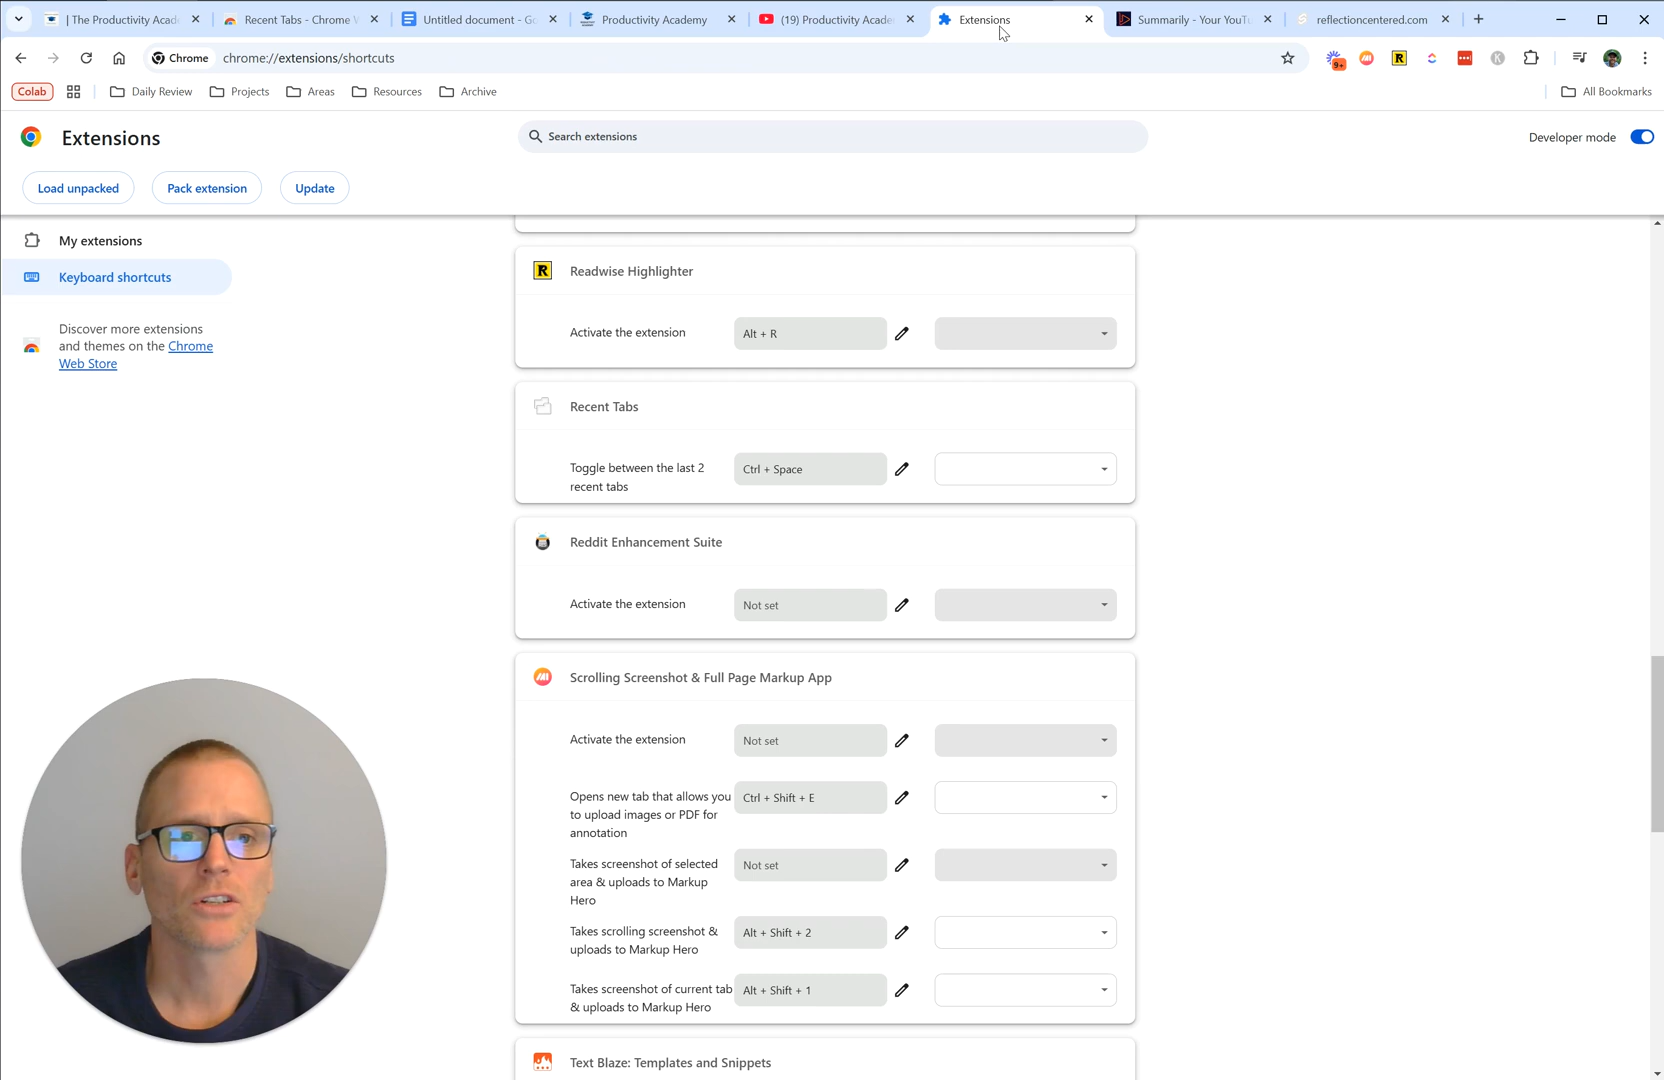 | The Productivity Acad
Recent Tabs - Chrome W
Untitled document - Go
Productivity Academy
(19) Productivity Acade
Extensions
Summarily - Your YouTu
reflectioncentered.com
Chrome
chrome://extensions/shortcuts
9+
R
K
Colab
Daily Review
Projects
Areas
Resources
Archive
All Bookmarks
Extensions
Search extensions
Developer mode
Load unpacked
Pack extension
Update
My extensions
Keyboard shortcuts
Discover more extensions
and themes on the Chrome
Web Store
R
Readwise Highlighter
Activate the extension
Alt + R
Recent Tabs
Toggle between the last 2
recent tabs
Ctrl + Space
Reddit Enhancement Suite
Activate the extension
Not set
Scrolling Screenshot & Full Page Markup App
Activate the extension
Not set
Opens new tab that allows you
to upload images or PDF for
annotation
Ctrl + Shift + E
Takes screenshot of selected
area & uploads to Markup
Hero
Not set
Takes scrolling screenshot &
uploads to Markup Hero
Alt + Shift + 2
Takes screenshot of current tab
& uploads to Markup Hero
Alt + Shift + 1
Text Blaze: Templates and Snippets